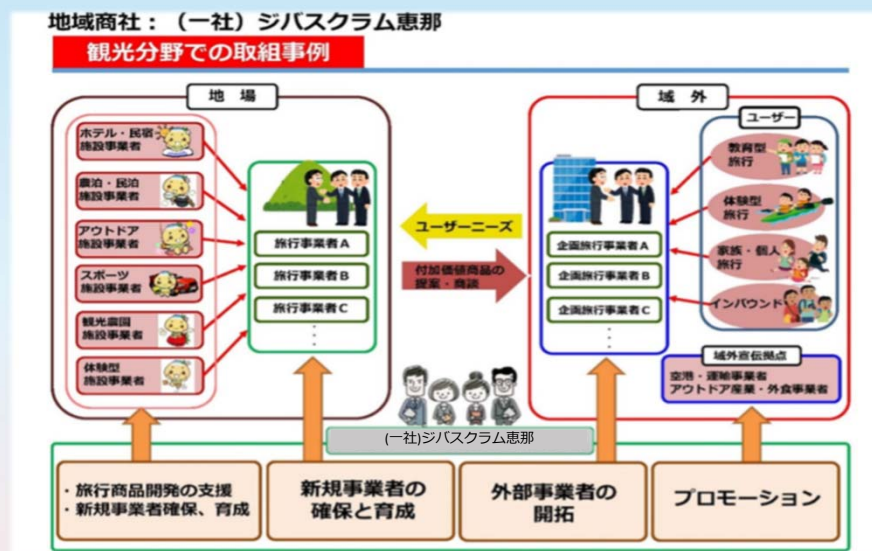 地域商社：（一社）ジバスクラム恵那
観光分野での取組事例
地　場
ホテル・民宿
施設事業者
農泊・民泊
施設事業者
アウトドア
施設事業者
スポーツ
施設事業者
観光農園
施設事業者
体験型
施設事業者
旅行事業者A
旅行事業者B
旅行事業者C
ユーザーニーズ
付加価値商品の
提案・商談
域　外
企画旅行事業者A
企画旅行事業者B
企画旅行事業者C
ユーザー
教育型
旅行
体験型
旅行
家族・個人
旅行
インバウンド
域外宣伝拠点
空港・運輸事業者
アウトドア産業・外食事業者
(一社)ジバスクラム恵那
・旅行商品開発の支援
・新規事業者確保、育成
新規事業者の
確保と育成
外部事業者の
開拓
プロモーション